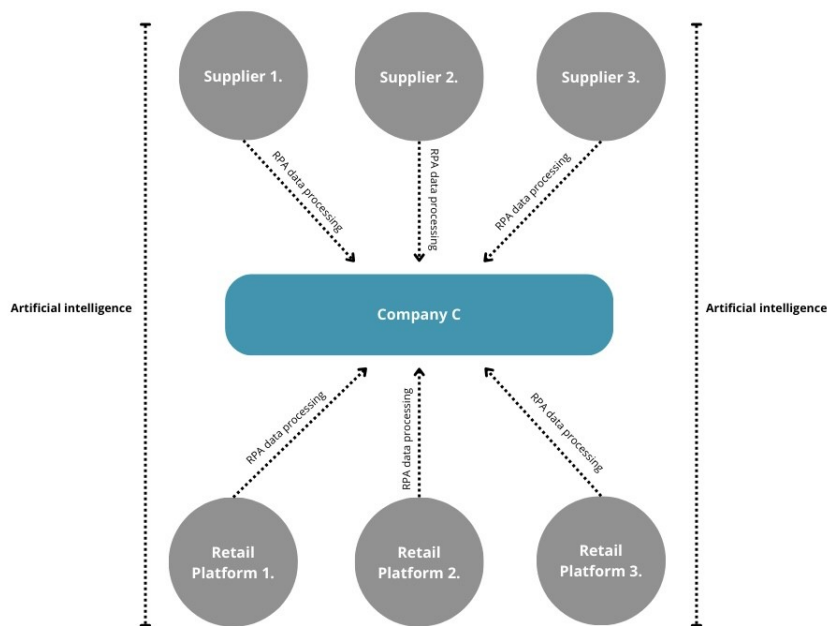 Supplier 1.
Supplier 2.
Supplier 3.
RPA data processing
RPA data processing
RPA data processing
Artificial intelligence
Company C
Artificial intelligence
RPA data processing
RPA data processing
RPA data processing
Retail
Platform 1.
Retail
Platform 2.
Retail
Platform 3.